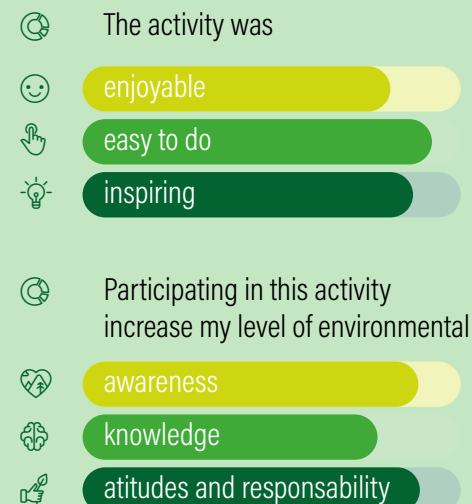 The activity was
enjoyable
easy to do
inspiring
Participating in this activity
increase my level of environmental
awareness
knowledge
atitudes and responsability